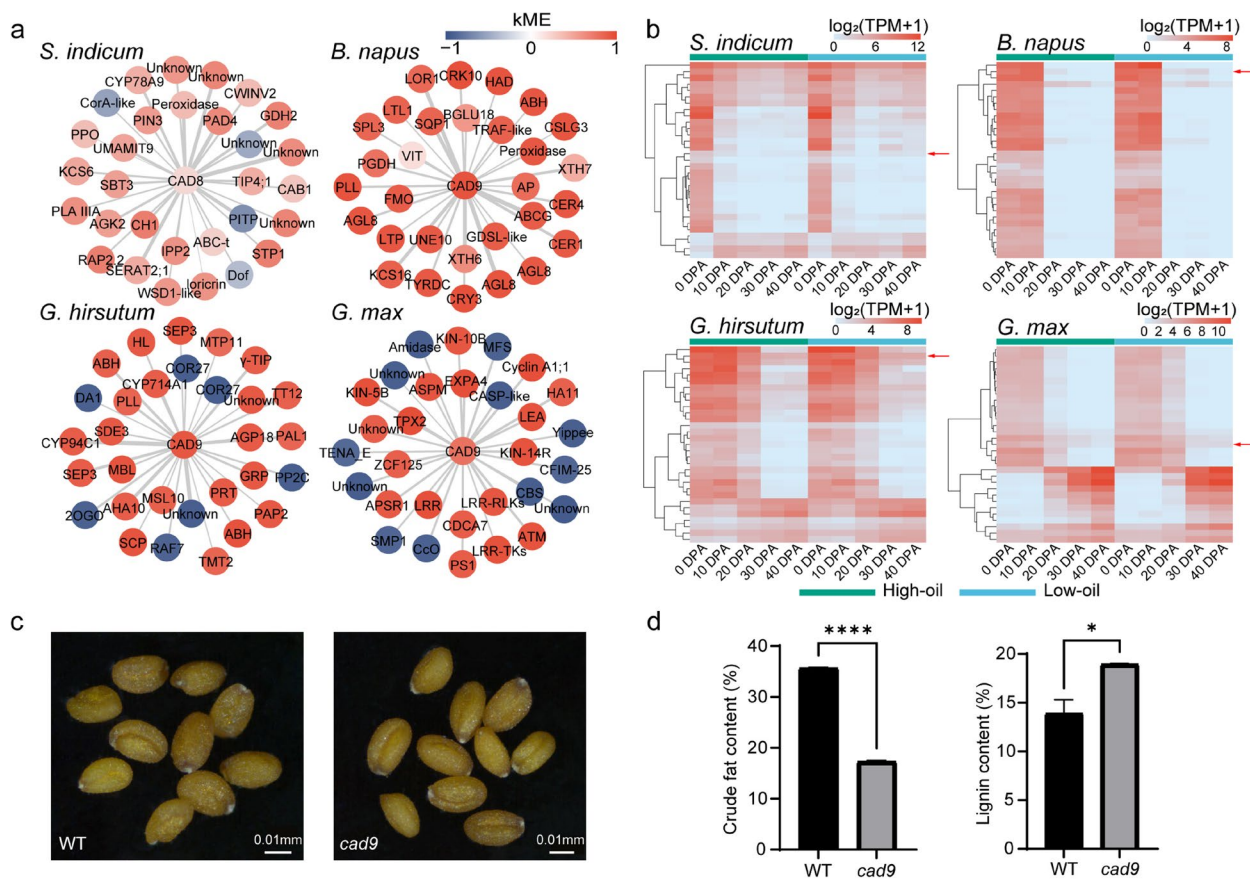 a
kME
−1 0 1
S. indicum
Unknown
CYP78A9
Unknown
CorA-like
Peroxidase
CWINV2
PIN3
PAD4
GDH2
PPO
UMAMIT9
Unknown
Unknown
KCS6
SBT3
CAD8
TIP4;1
CAB1
PLA IIIA
AGK2
CH1
PITP
Unknown
RAP2.2
IPP2
ABC-t
STP1
SERAT2;1
Dof
WSD1-like
loricrin
B. napus
LOR1
CRK10
HAD
LTL1
BGLU18
ABH
SPL3
SQP1
TRAF-like
CSLG3
VIT
Peroxidase
PGDH
XTH7
PLL
FMO
CAD9
AP
CER4
AGL8
ABCG
LTP
UNE10
GDSL-like
CER1
XTH6
KCS16
TYRDC
AGL8
AGL8
CRY3
G. hirsutum
SEP3
HL
MTP11
ABH
COR27
γ-TIP
CYP714A1
COR27
DA1
PLL
Unknown
TT12
SDE3
AGP18
PAL1
CYP94C1
CAD9
SEP3
MBL
GRP
PP2C
MSL10
PRT
2OGO
AHA10
Unknown
PAP2
SCP
RAF7
ABH
TMT2
G. max
KIN-10B
Amidase
MFS
Unknown
EXPA4
Cyclin A1;1
ASPM
CASP-like
KIN-5B
HA11
TPX2
LEA
Unknown
Yippee
TENA_E
CAD9
KIN-14R
ZCF125
CFIM-25
Unknown
CBS
APSR1
LRR
LRR-RLKs
Unknown
CDCA7
SMP1
CcO
ATM
LRR-TKs
PS1
b
log₂(TPM+1)
S. indicum
0 6 12
0 DPA 10 DPA 20 DPA 30 DPA 40 DPA 0 DPA 10 DPA 20 DPA 30 DPA 40 DPA
log₂(TPM+1)
B. napus
0 4 8
0 DPA 10 DPA 20 DPA 30 DPA 40 DPA 0 DPA 10 DPA 20 DPA 30 DPA 40 DPA
log₂(TPM+1)
G. hirsutum
0 4 8
0 DPA 10 DPA 20 DPA 30 DPA 40 DPA 0 DPA 10 DPA 20 DPA 30 DPA 40 DPA
log₂(TPM+1)
G. max
0 2 4 6 8 10
0 DPA 10 DPA 20 DPA 30 DPA 40 DPA 0 DPA 10 DPA 20 DPA 30 DPA 40 DPA
High-oil
Low-oil
c
WT
0.01mm
cad9
0.01mm
d
Crude fat content (%)
40
30
20
10
0
****
WT
cad9
Lignin content (%)
20
15
10
5
0
*
WT
cad9